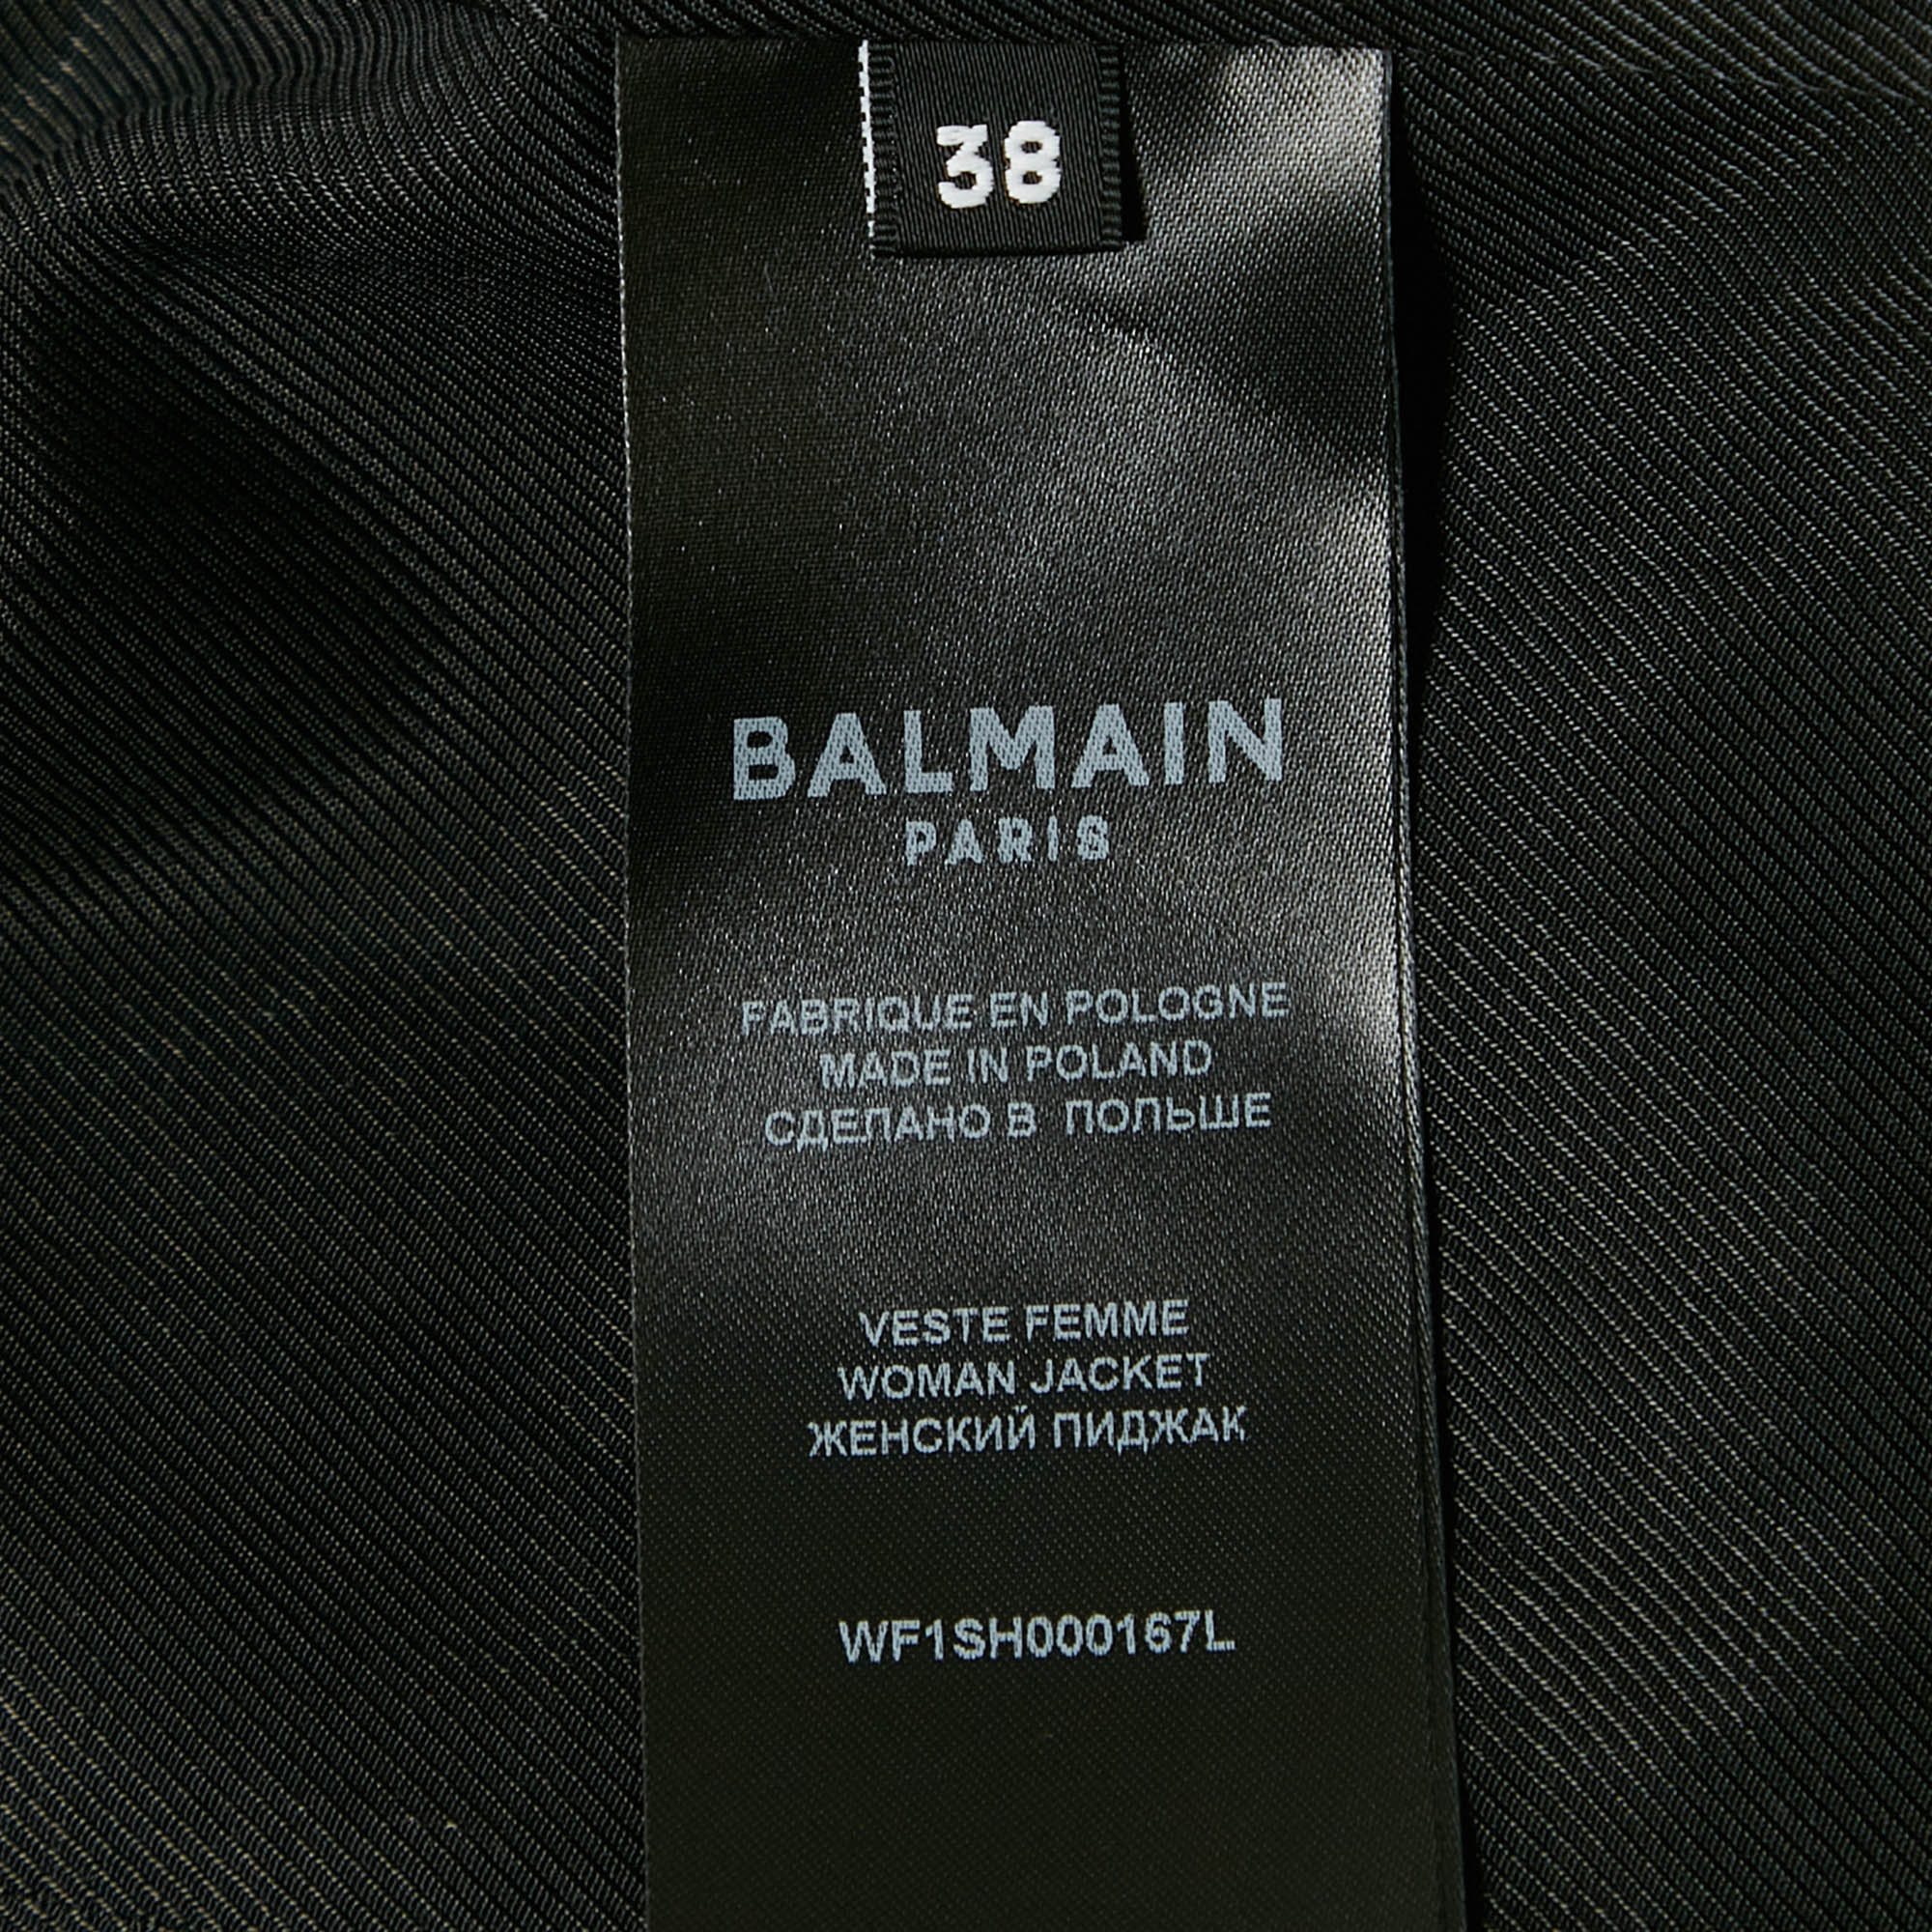 38
BALMAIN
PARIS
FABRIQUE EN POLOGNE
MADE IN POLAND
СДЕЛАНО В ПОЛЬШЕ
VESTE FEMME
WOMAN JACKET
ЖЕНСКИЙ ПИДЖАК
WF1SH000167L